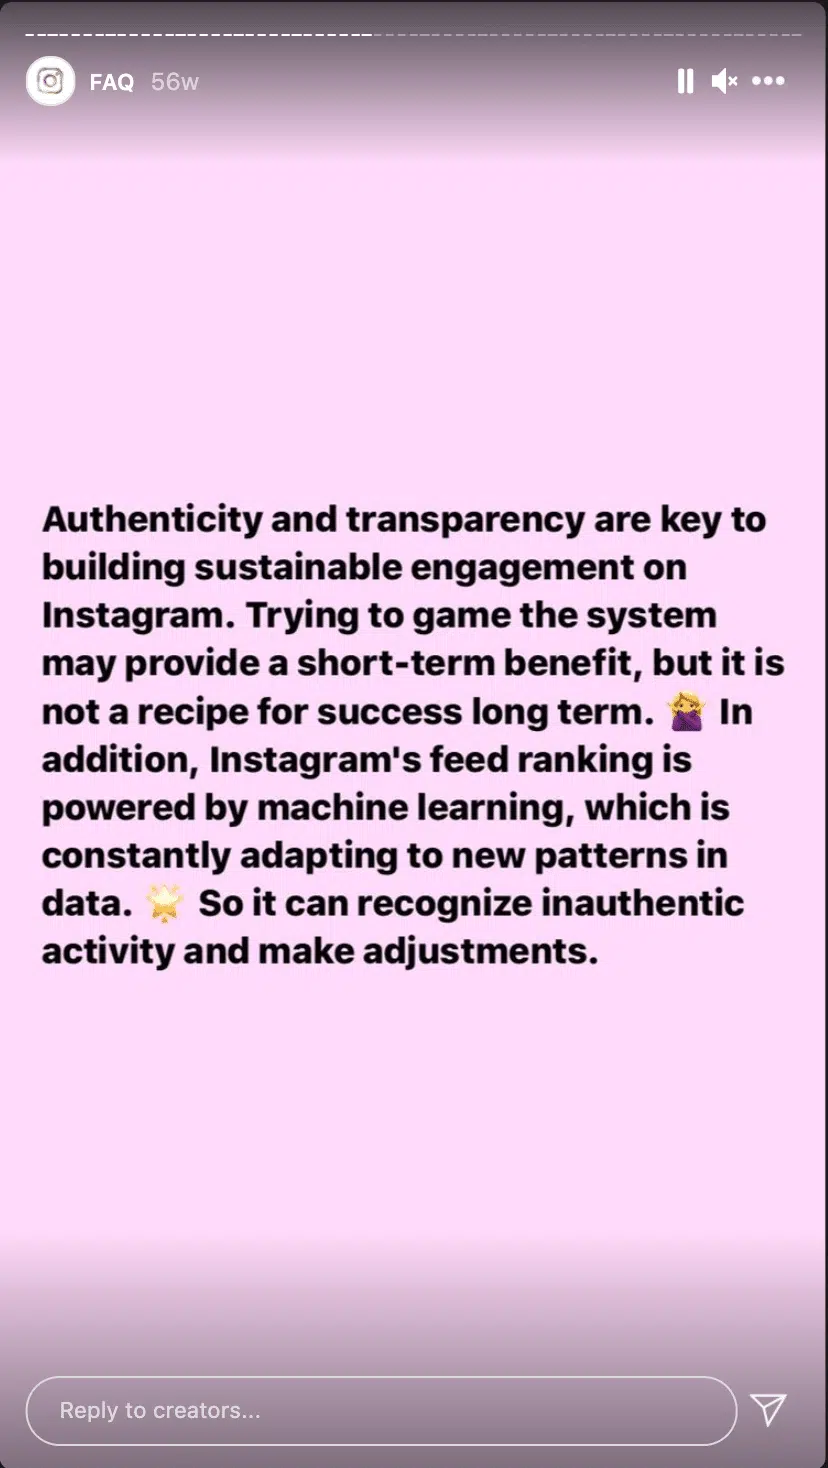 FAQ 56w
Authenticity and transparency are key to
building sustainable engagement on
Instagram. Trying to game the system
may provide a short-term benefit, but it is
not a recipe for success long term. 🙅‍♀️ In
addition, Instagram's feed ranking is
powered by machine learning, which is
constantly adapting to new patterns in
data. 🌟 So it can recognize inauthentic
activity and make adjustments.
Reply to creators...